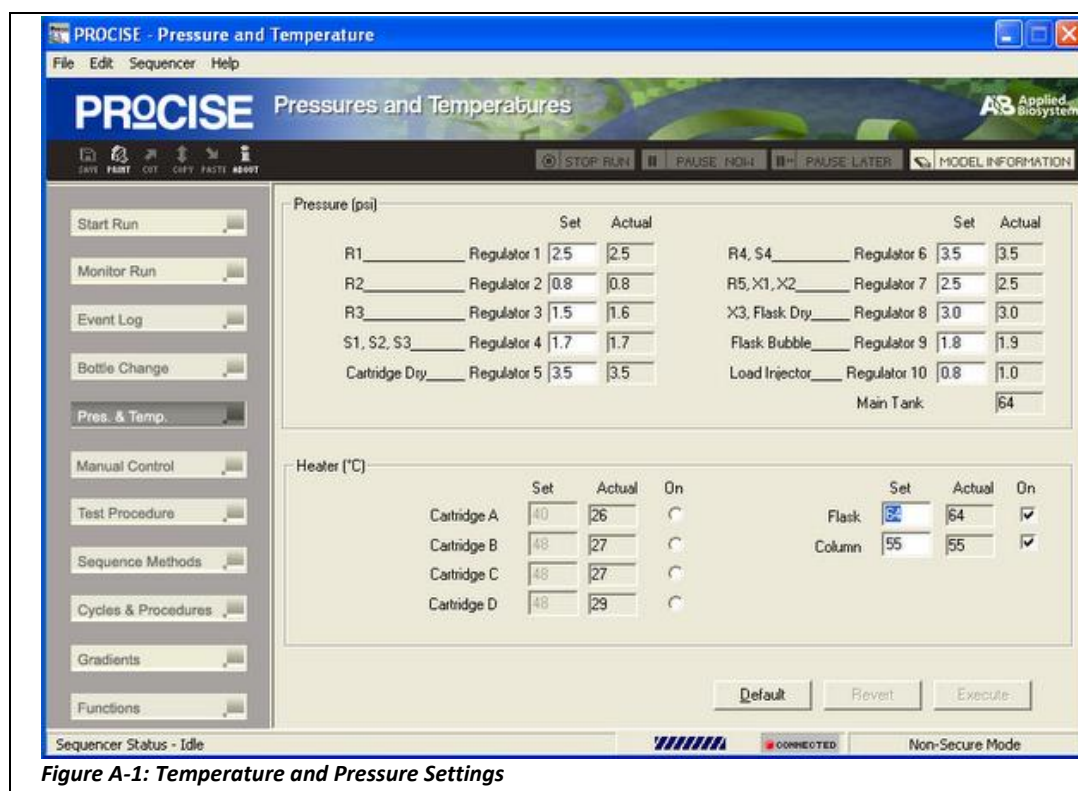 PROCISE - Pressure and Temperature
File Edit Sequencer Help
PROCISE Pressures and Temperatures AB Applied Biosystem
SAVE PRINT CUT COPY PASTE ABOUT STOP RUN PAUSE NOW PAUSE LATER MODEL INFORMATION
Start Run
Monitor Run
Event Log
Bottle Change
Pres. & Temp.
Manual Control
Test Procedure
Sequence Methods
Cycles & Procedures
Gradients
Functions
Pressure (psi)
Set Actual Set Actual
R1 Regulator 1 2.5 2.5 R4, S4 Regulator 6 3.5 3.5
R2 Regulator 2 0.8 0.8 R5, X1, X2 Regulator 7 2.5 2.5
R3 Regulator 3 1.5 1.6 X3, Flask Dry Regulator 8 3.0 3.0
S1, S2, S3 Regulator 4 1.7 1.7 Flask Bubble Regulator 9 1.8 1.9
Cartridge Dry Regulator 5 3.5 3.5 Load Injector Regulator 10 0.8 1.0
Main Tank 64
Heater (°C)
Set Actual On Set Actual On
Cartridge A 40 26 Flask 64 64
Cartridge B 48 27 Column 55 55
Cartridge C 48 27
Cartridge D 48 29
Default Revert Execute
Sequencer Status - Idle CONNECTED Non-Secure Mode
Figure A-1: Temperature and Pressure Settings